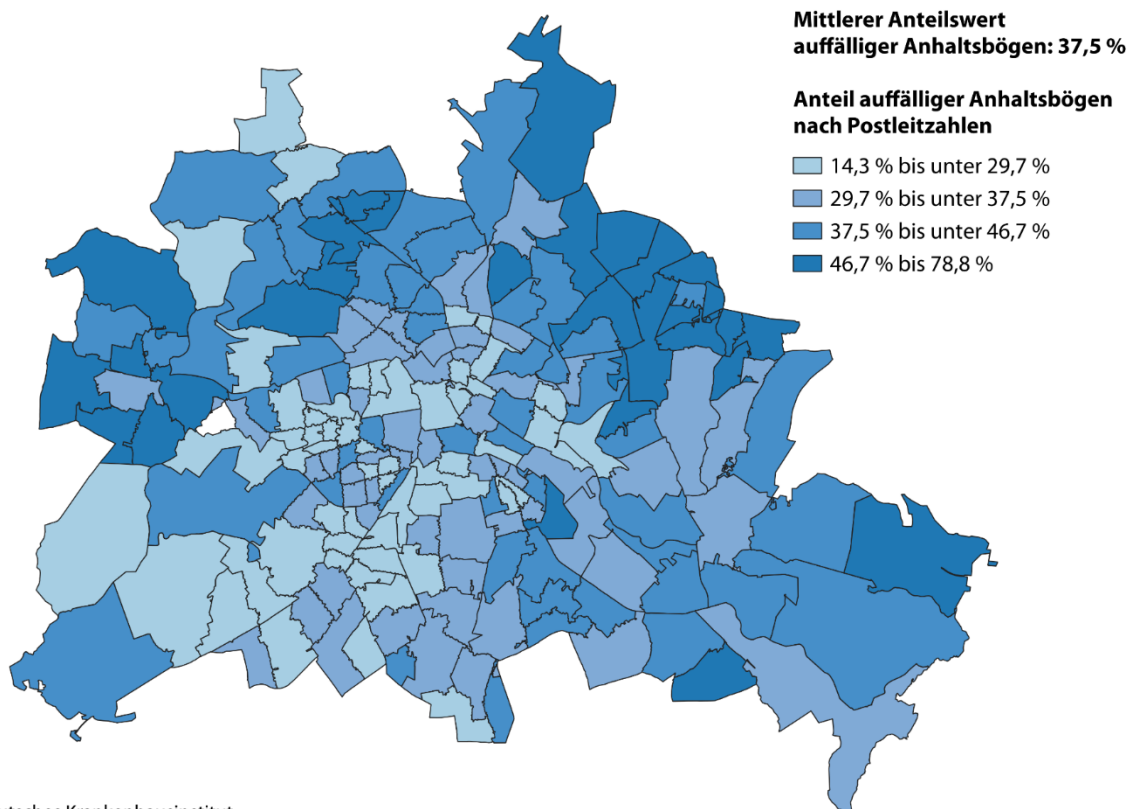 Mittlerer Anteilswert
auffälliger Anhaltsbögen: 37,5 %
Anteil auffälliger Anhaltsbögen
nach Postleitzahlen
14,3 % bis unter 29,7 %
29,7 % bis unter 37,5 %
37,5 % bis unter 46,7 %
46,7 % bis 78,8 %